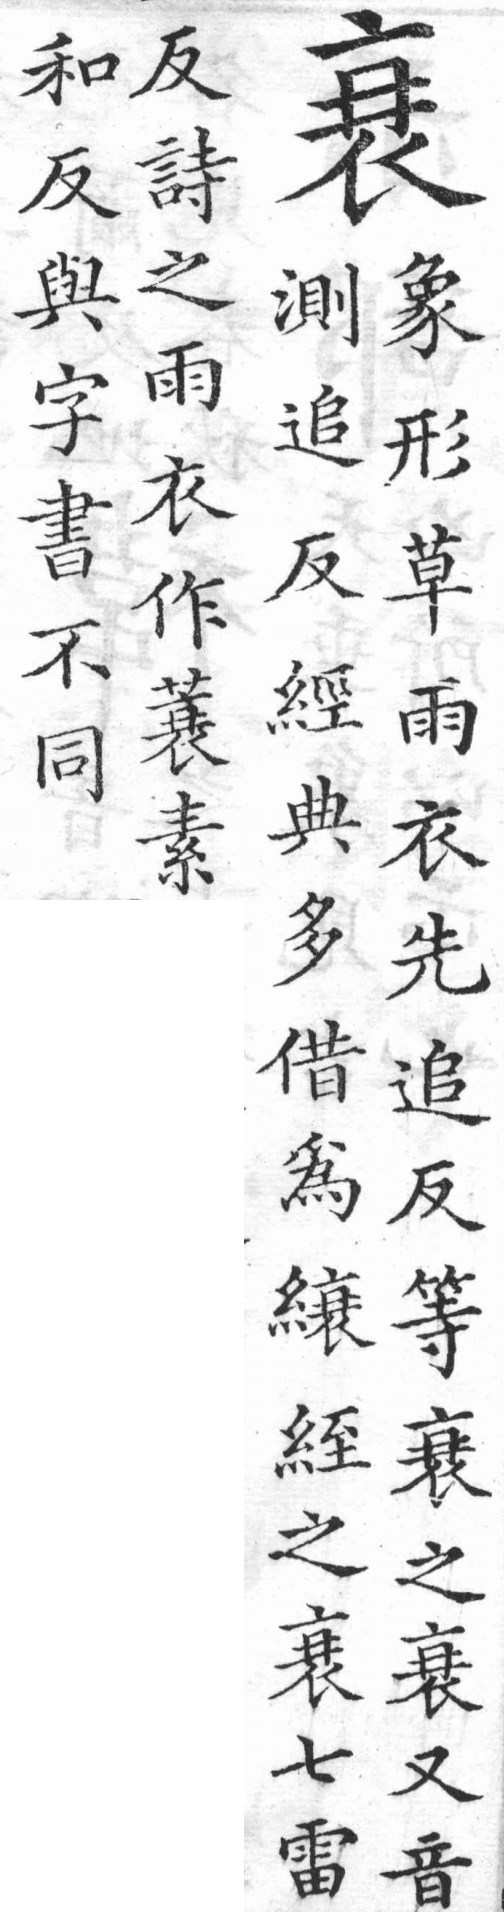 衰
象形草雨衣先追反等衰之衰又音
測追反經典多借爲縗絰之衰七雷
反詩之雨衣作蓑素
和反與字書不同